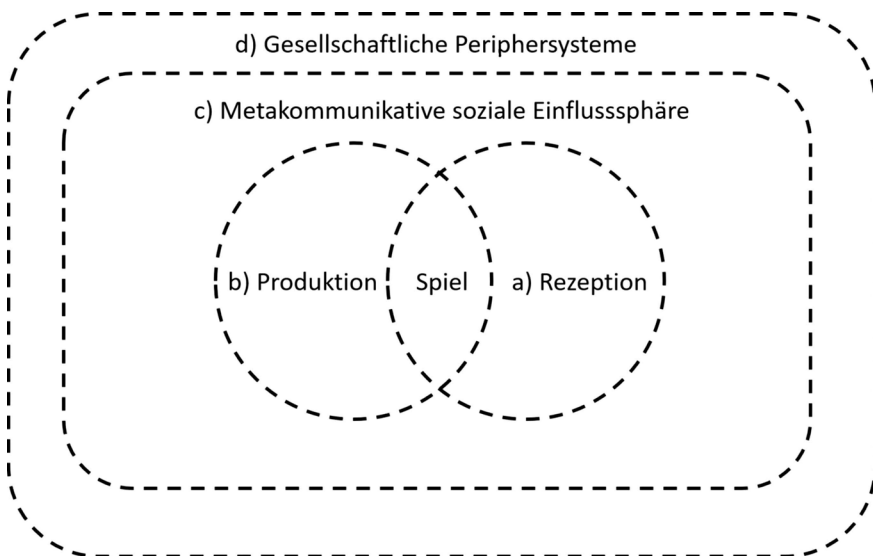 d) Gesellschaftliche Periphersysteme
c) Metakommunikative soziale Einflusssphäre
b) Produktion
Spiel
a) Rezeption